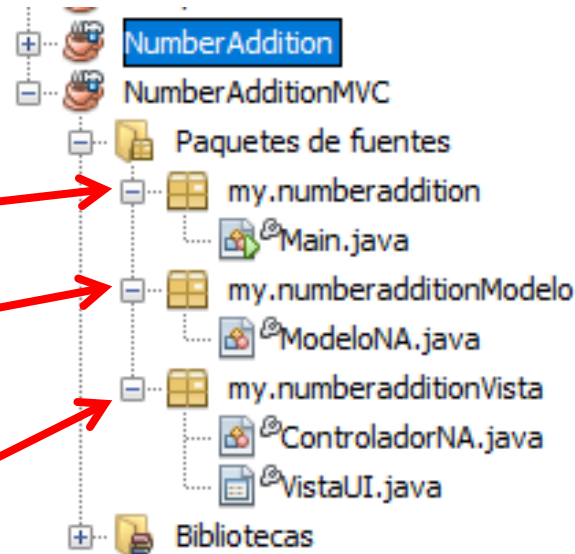 NumberAddition
NumberAdditionMVC
Paquetes de fuentes
my.numberaddition
Main.java
my.numberadditionModelo
ModeloNA.java
my.numberadditionVista
ControladorNA.java
VistaUI.java
Bibliotecas